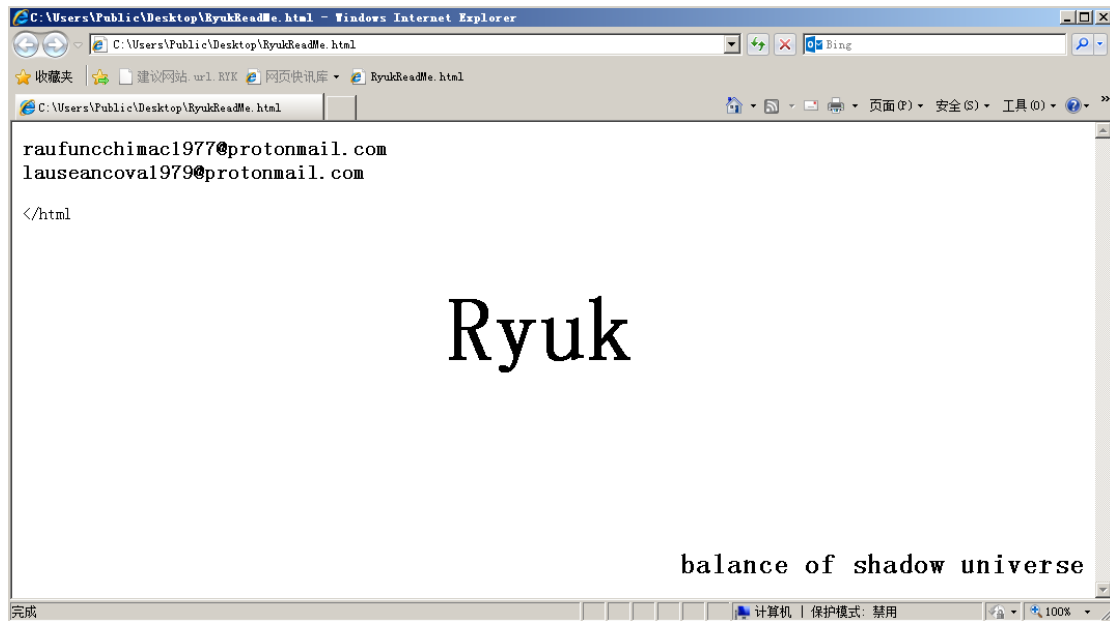 C:\Users\Public\Desktop\RyukReadMe.html - Windows Internet Explorer
C:\Users\Public\Desktop\RyukReadMe.html Bing
收藏夹 建议网站.url.RYK 网页快讯库 RyukReadMe.html
C:\Users\Public\Desktop\RyukReadMe.html 页面(P) 安全(S) 工具(O) »
raufuncchimac1977@protonmail.com
lauseancova1979@protonmail.com
</html
Ryuk
balance of shadow universe
完成 计算机 | 保护模式: 禁用 100%